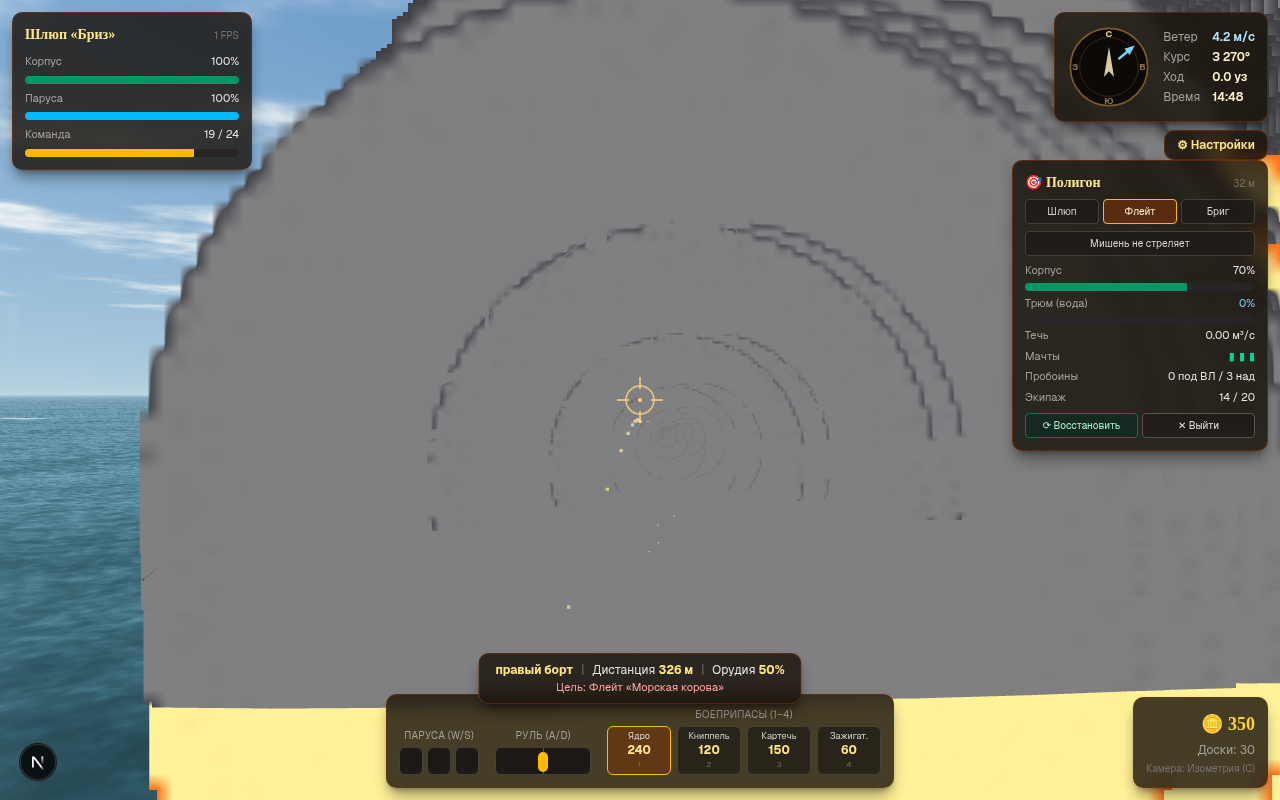 Шлюп «Бриз» 1 FPS
Корпус 100%
Паруса 100%
Команда 19 / 24
С
З В
Ю
Ветер 4.2 м/с
Курс З 270°
Ход 0.0 уз
Время 14:48
⚙ Настройки
🎯 Полигон 32 м
Шлюп Флейт Бриг
Мишень не стреляет
Корпус 70%
Трюм (вода) 0%
Течь 0.00 м³/с
Мачты
Пробоины 0 под ВЛ / 3 над
Экипаж 14 / 20
⟳ Восстановить ✕ Выйти
правый борт | Дистанция 326 м | Орудия 50%
Цель: Флейт «Морская корова»
ПАРУСА (W/S) РУЛЬ (A/D) БОЕПРИПАСЫ (1–4)
Ядро Книппель Картечь Зажигат.
240 120 150 60
1 2 3 4
🪙 350
Доски: 30
Камера: Изометрия (C)
N